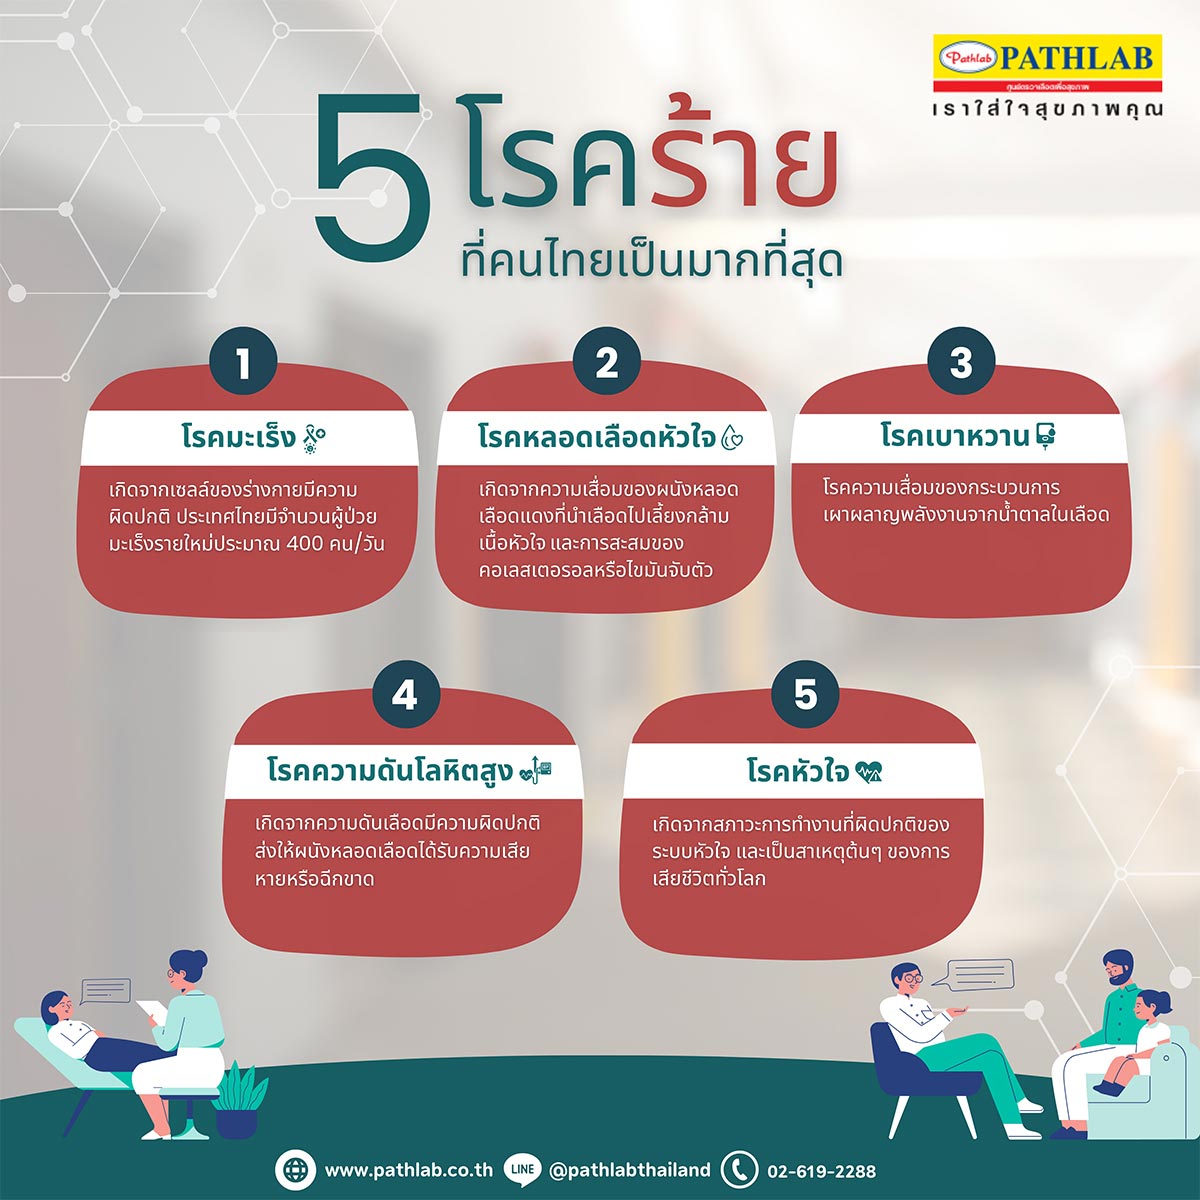 Pathlab PATHLAB
ศูนย์ตรวจเลือดเพื่อสุขภาพ
เราใส่ใจสุขภาพคุณ
5 โรคร้าย
ที่คนไทยเป็นมากที่สุด
1
โรคมะเร็ง
เกิดจากเซลล์ของร่างกายมีความ
ผิดปกติ ประเทศไทยมีจำนวนผู้ป่วย
มะเร็งรายใหม่ประมาณ 400 คน/วัน
2
โรคหลอดเลือดหัวใจ
เกิดจากความเสื่อมของผนังหลอด
เลือดแดงที่นำเลือดไปเลี้ยงกล้าม
เนื้อหัวใจ และการสะสมของ
คอเลสเตอรอลหรือไขมันจับตัว
3
โรคเบาหวาน
โรคความเสื่อมของกระบวนการ
เผาผลาญพลังงานจากน้ำตาลในเลือด
4
โรคความดันโลหิตสูง
เกิดจากความดันเลือดมีความผิดปกติ
ส่งให้ผนังหลอดเลือดได้รับความเสีย
หายหรือฉีกขาด
5
โรคหัวใจ
เกิดจากสภาวะการทำงานที่ผิดปกติของ
ระบบหัวใจ และเป็นสาเหตุต้นๆ ของการ
เสียชีวิตทั่วโลก
www.pathlab.co.th LINE @pathlabthailand 02-619-2288